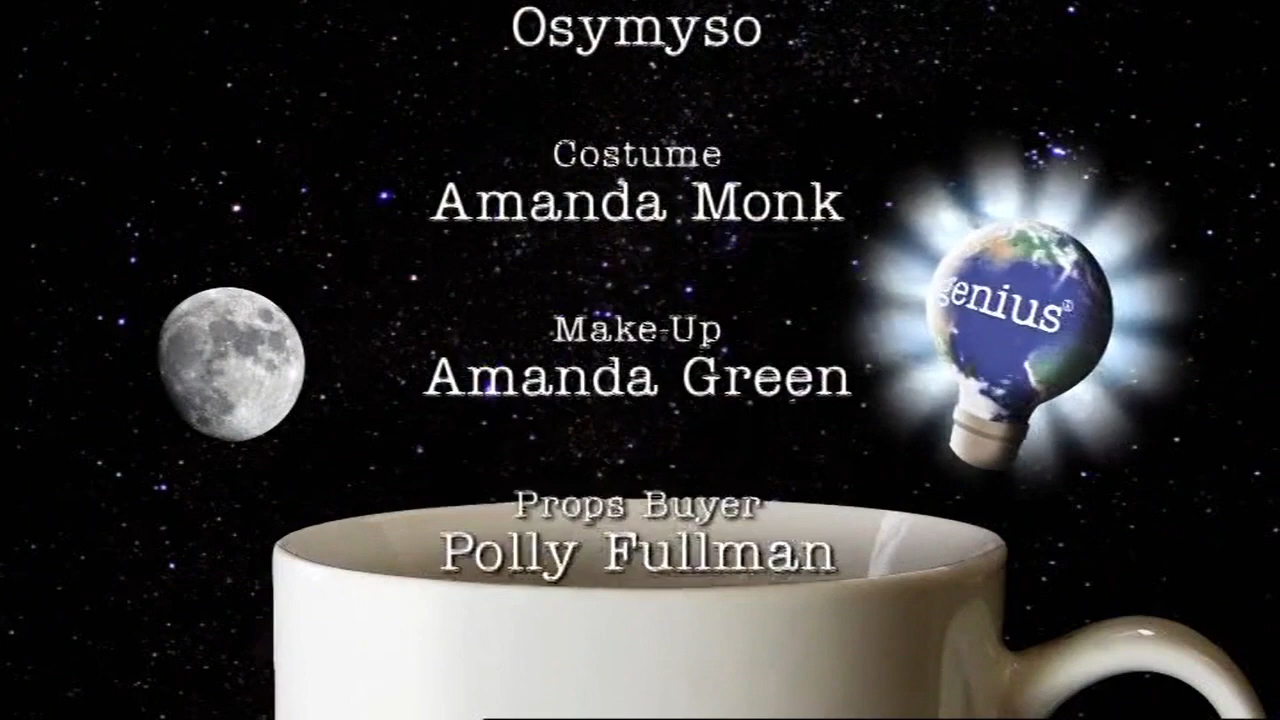 Osymyso
Costume
Amanda Monk
genius
Make-Up
Amanda Green
Props Buyer
Polly Fullman